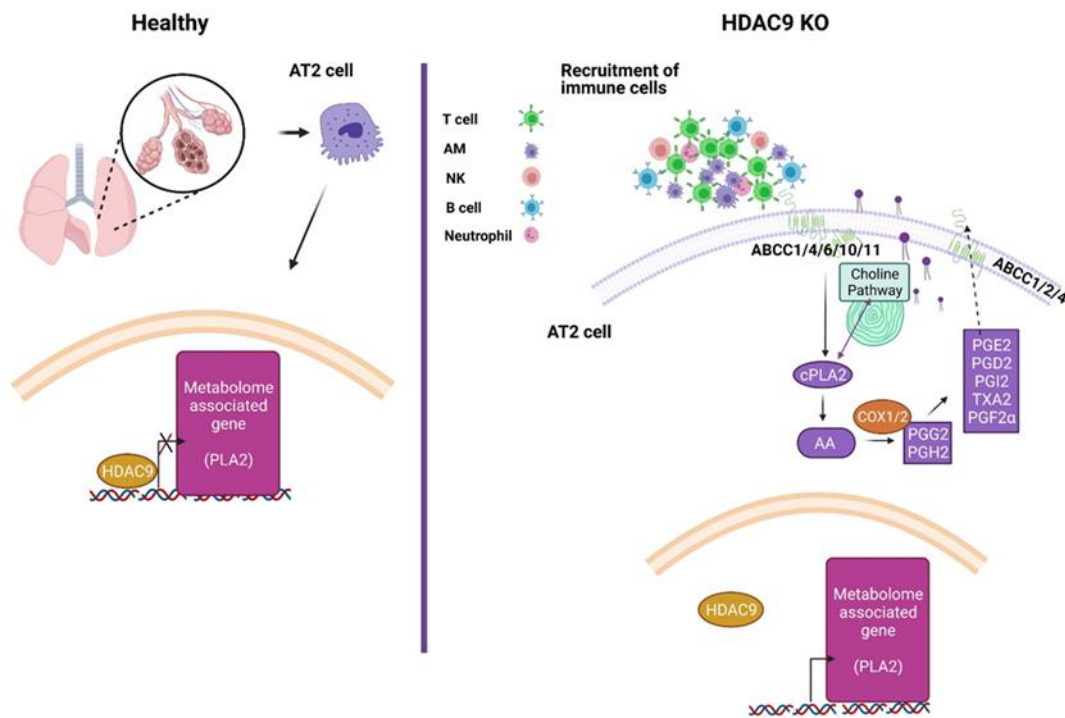 Healthy
AT2 cell
Metabolome
associated
gene
(PLA2)
HDAC9
HDAC9 KO
Recruitment of
immune cells
T cell
AM
NK
B cell
Neutrophil
ABCC1/4/6/10/11
ABCC1/2/4
Choline
Pathway
AT2 cell
cPLA2
AA
COX1/2
PGG2
PGH2
PGE2
PGD2
PGI2
TXA2
PGF2α
HDAC9
Metabolome
associated
gene
(PLA2)